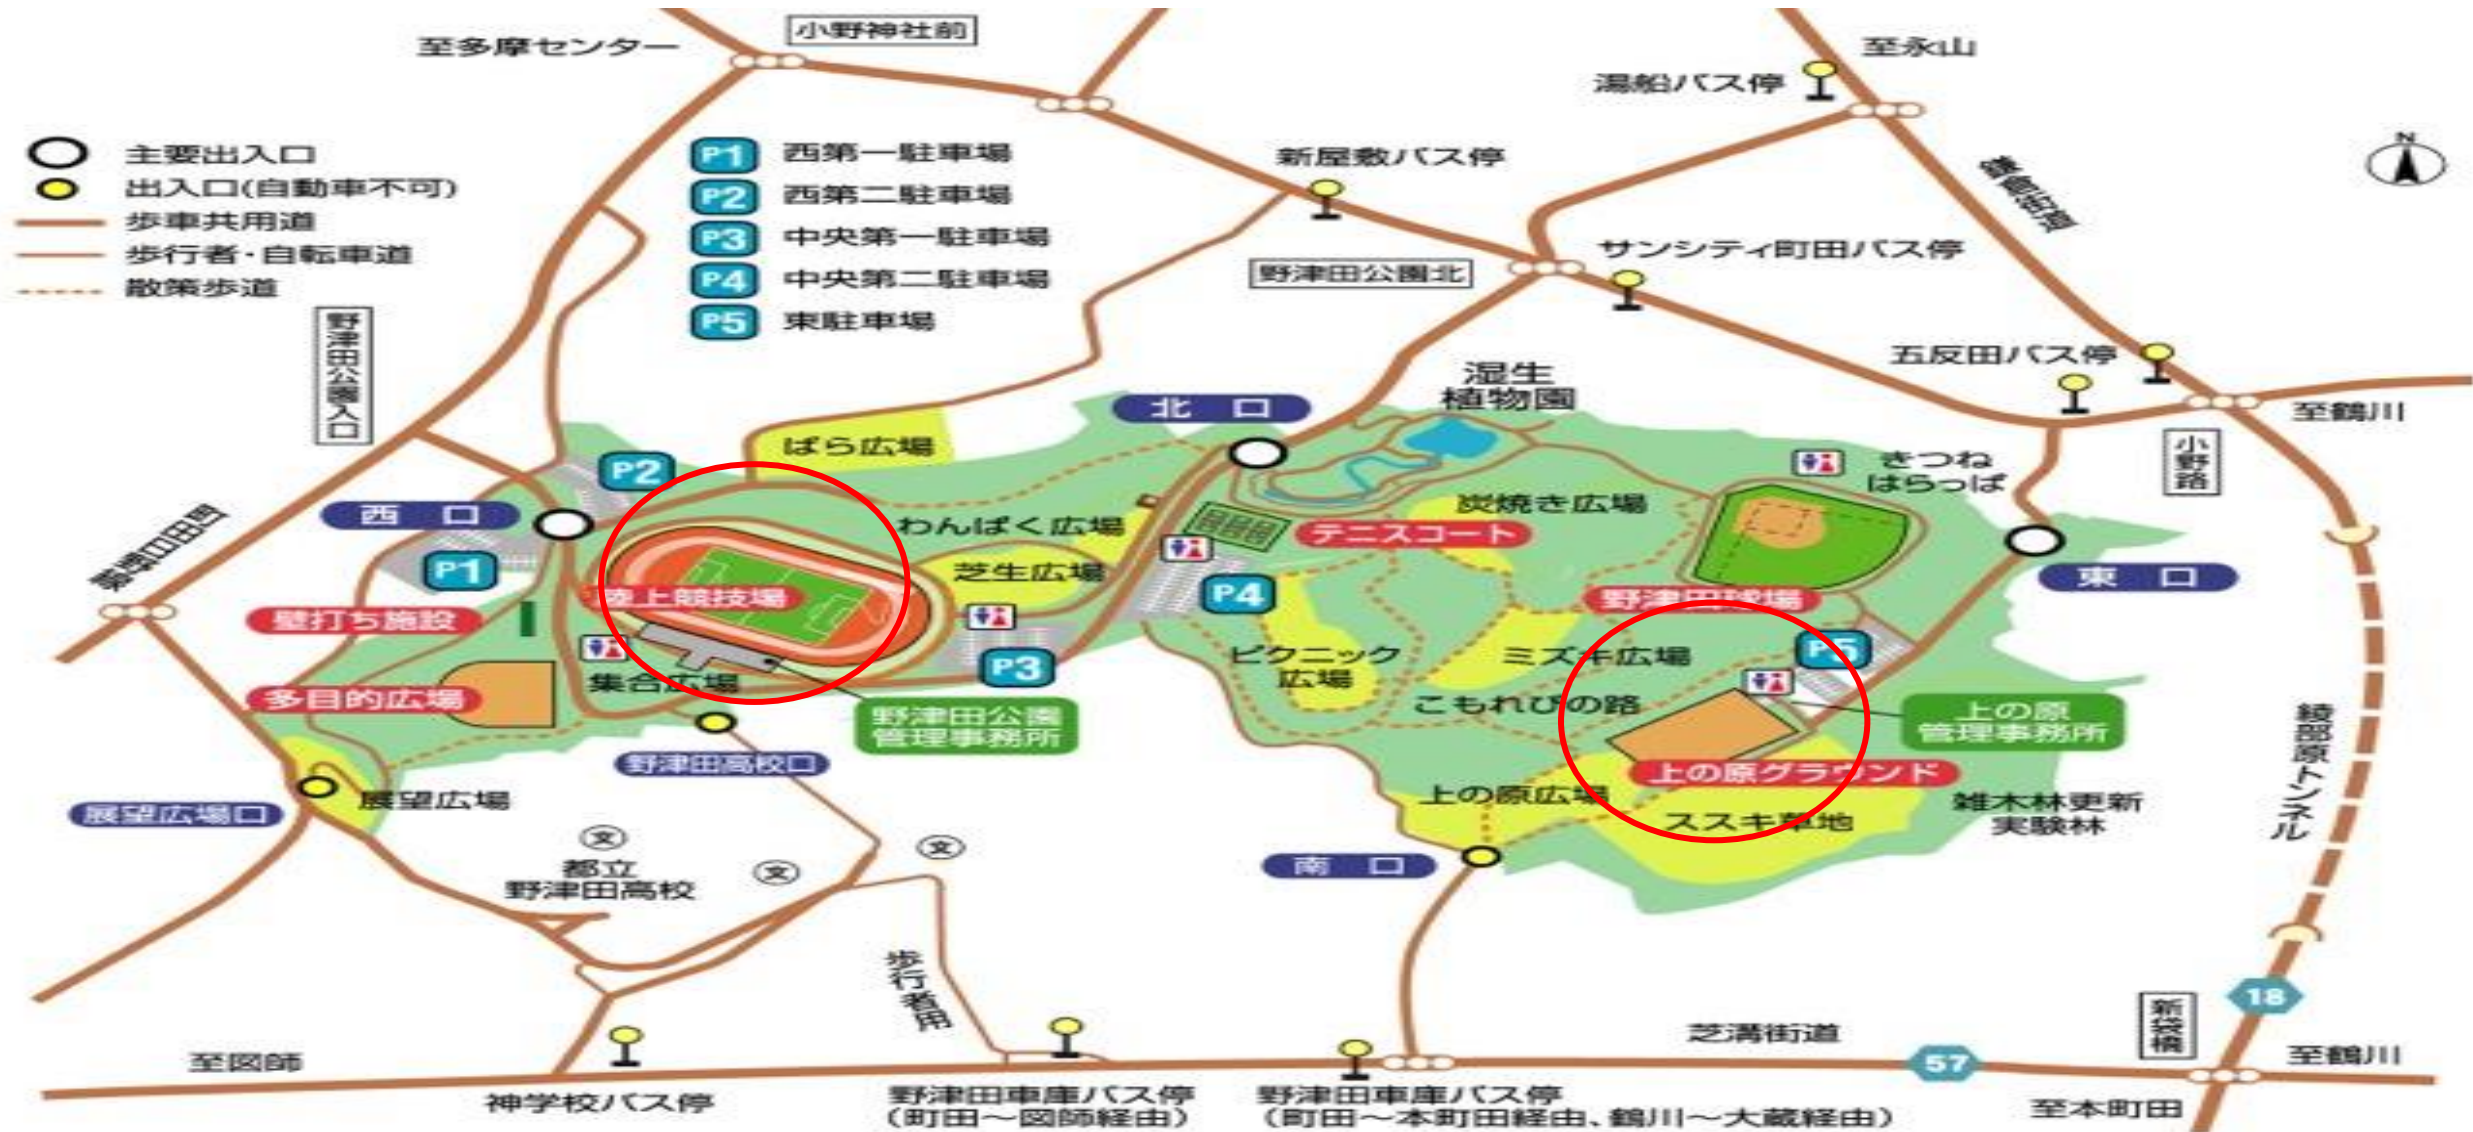 小野神社前
至多摩センター
至永山
湯船バス停
新屋敷バス停
鎌倉街道
N
主要出入口
出入口(自動車不可)
歩車共用道
歩行者・自転車道
散策歩道
P1 西第一駐車場
P2 西第二駐車場
P3 中央第一駐車場
P4 中央第二駐車場
P5 東駐車場
サンシティ町田バス停
野津田公園北
野津田公園入口
五反田バス停
至鶴川
小野路
湿生
植物園
北 口
ばら広場
P2
西 口
P1
わんぱく広場
芝生広場
陸上競技場
壁打ち施設
多目的広場
集合広場
P3
P4
テニスコート
炭焼き広場
きつね
はらっぱ
野津田球場
東 口
ピクニック
広場
ミズキ広場
P5
こもれびの路
野津田公園
管理事務所
上の原
管理事務所
野津田高校口
展望広場口
展望広場
上の原グラウンド
上の原広場
ススキ草地
雑木林更新
実験林
綾部原トンネル
南 口
文
都立
野津田高校
文
文
歩行者用
18
新袋橋
芝溝街道
57
至図師
至鶴川
神学校バス停
野津田車庫バス停
(町田～図師経由)
野津田車庫バス停
(町田～本町田経由、鶴川～大蔵経由)
至本町田